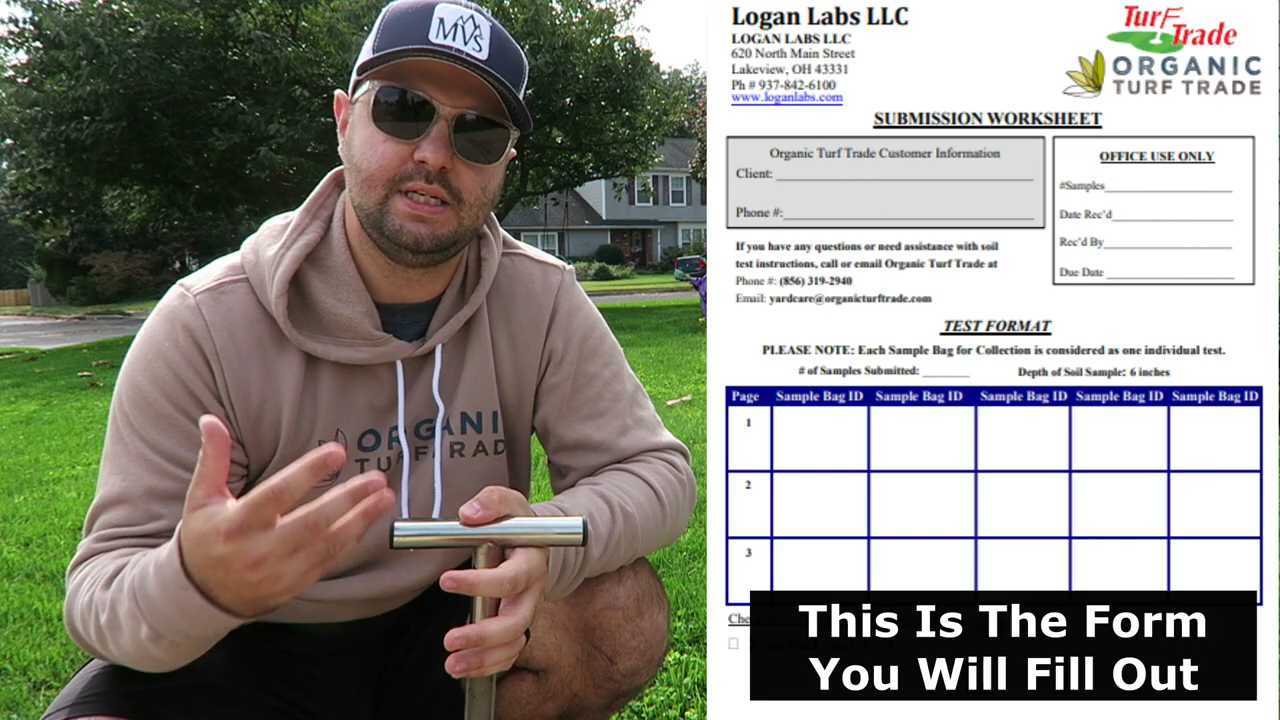 MVS
ORGANI
TURF TRAD
Logan Labs LLC
LOGAN LABS LLC
620 North Main Street
Lakeview, OH 43331
Ph # 937-842-6100
www.loganlabs.com
Turf
Trade
ORGANIC
TURF TRADE
SUBMISSION WORKSHEET
Organic Turf Trade Customer Information
Client:
Phone #:
OFFICE USE ONLY
#Samples
Date Rec'd
Rec'd By
Due Date
If you have any questions or need assistance with soil
test instructions, call or email Organic Turf Trade at
Phone #: (856) 319-2940
Email: yardcare@organicturftrade.com
TEST FORMAT
PLEASE NOTE: Each Sample Bag for Collection is considered as one individual test.
# of Samples Submitted: Depth of Soil Sample: 6 inches
Page Sample Bag ID Sample Bag ID Sample Bag ID Sample Bag ID Sample Bag ID
1
2
3
This Is The Form
You Will Fill Out